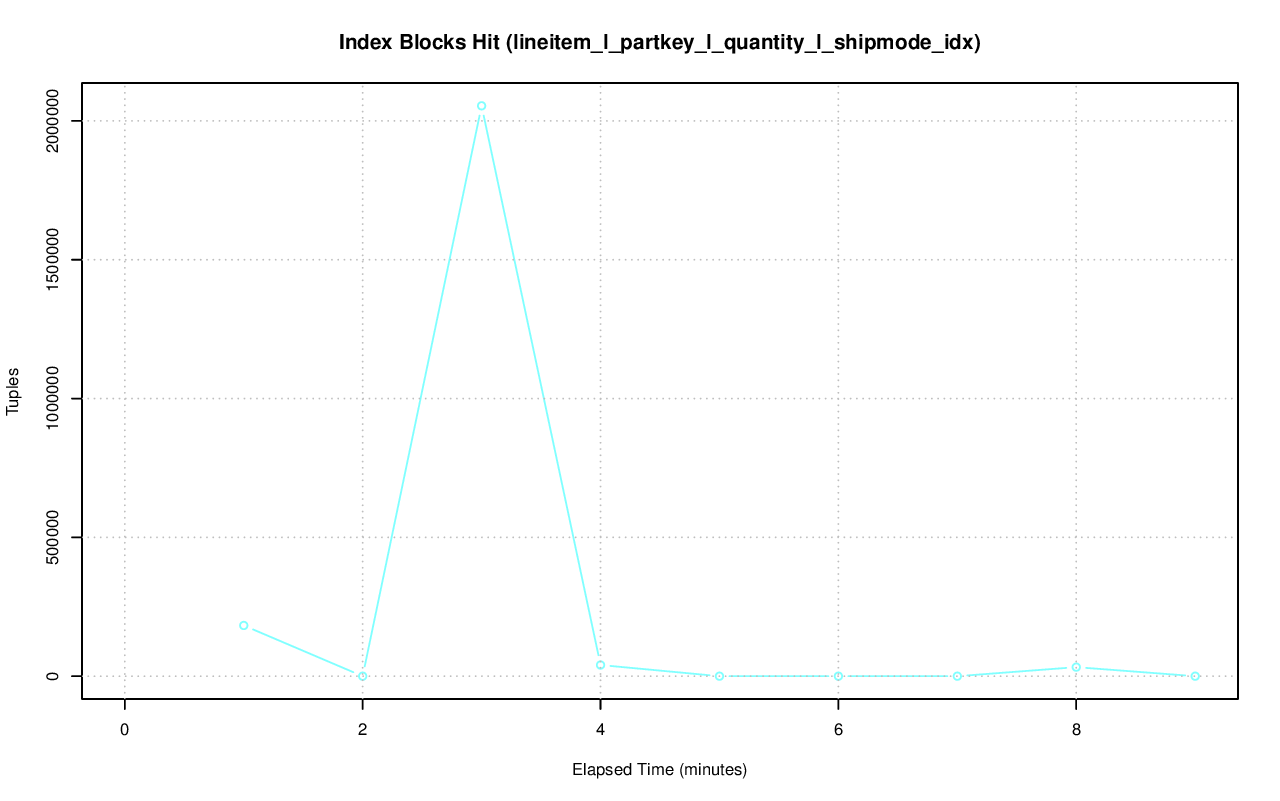 Index Blocks Hit (lineitem_l_partkey_l_quantity_l_shipmode_idx)
2000000
1500000
1000000
500000
0
Tuples
0 2 4 6 8
Elapsed Time (minutes)